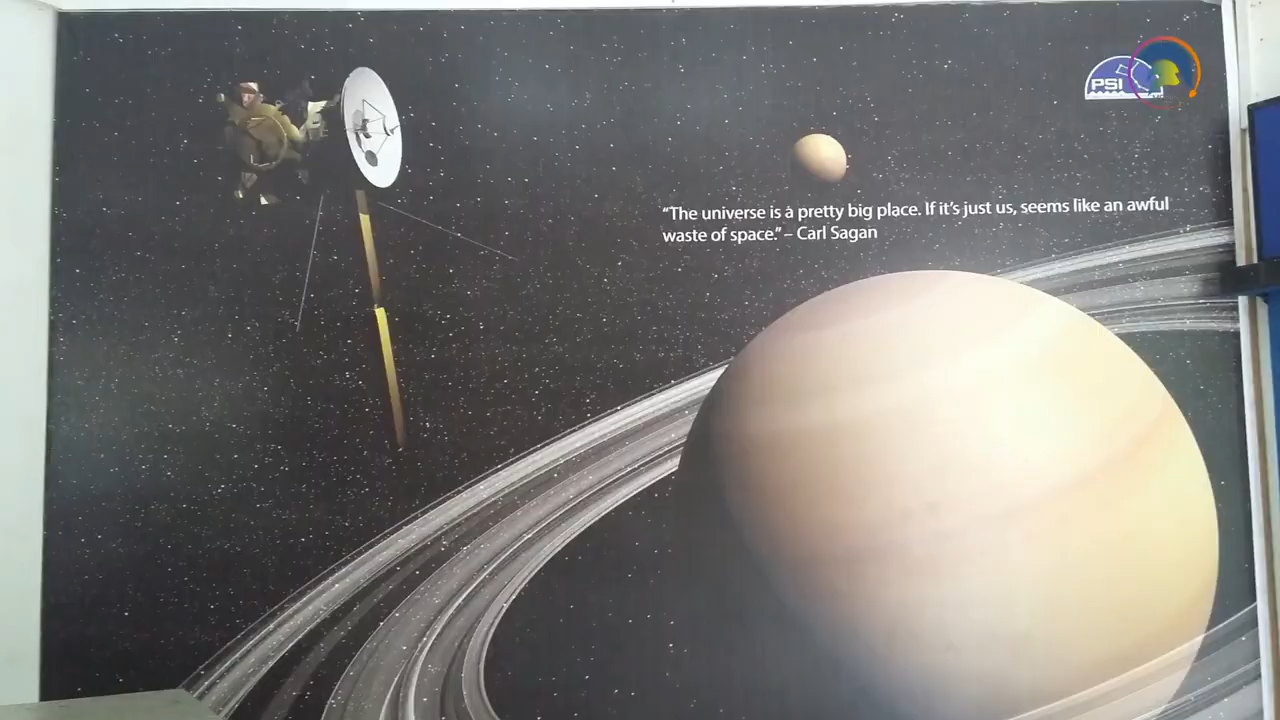 PSI
“The universe is a pretty big place. If it’s just us, seems like an awful
waste of space.” – Carl Sagan